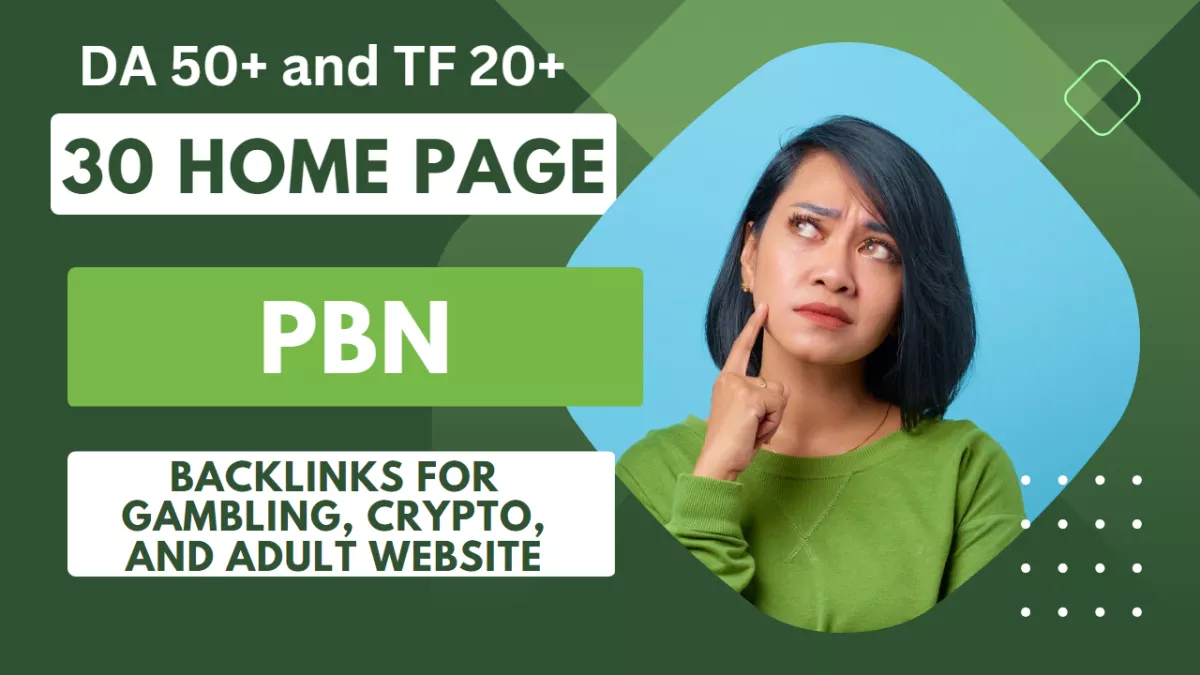 DA 50+ and TF 20+
30 HOME PAGE
PBN
BACKLINKS FOR
GAMBLING, CRYPTO,
AND ADULT WEBSITE